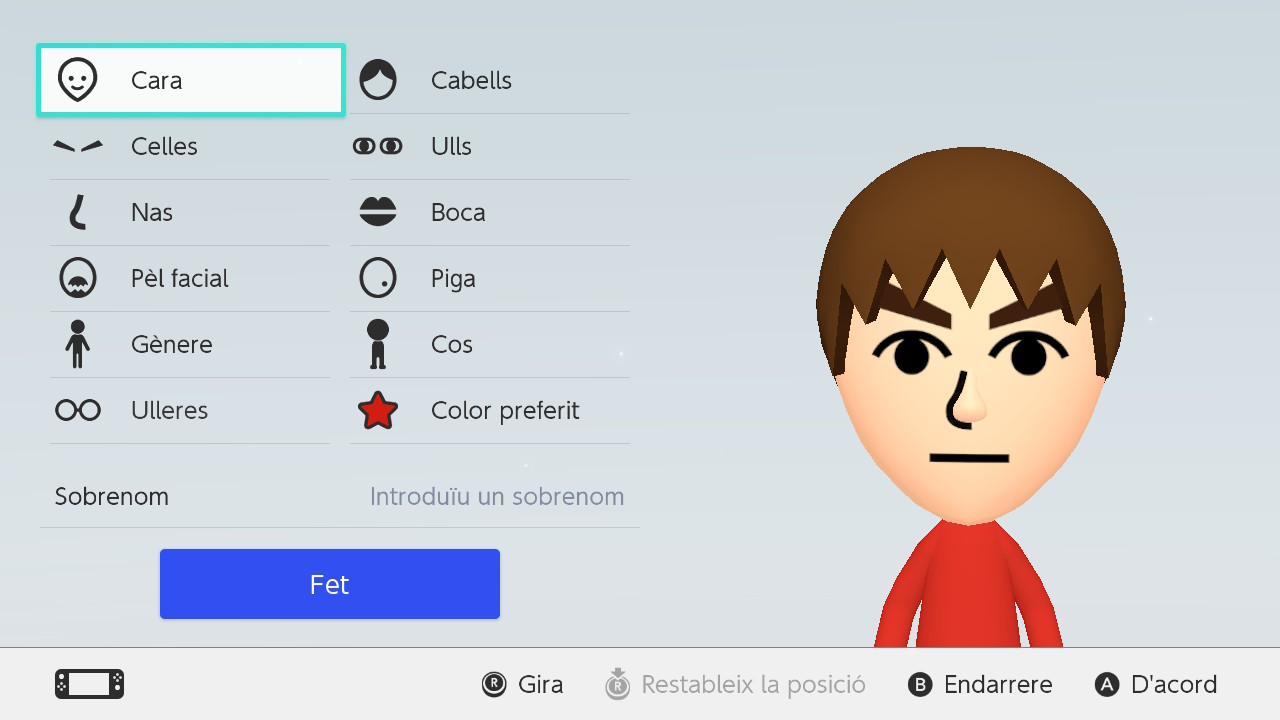 Cara
Cabells
Celles
Ulls
Nas
Boca
Pèl facial
Piga
Gènere
Cos
Ulleres
Color preferit
Sobrenom
Introduïu un sobrenom
Fet
R Gira
R Restableix la posició
B Endarrere
A D'acord